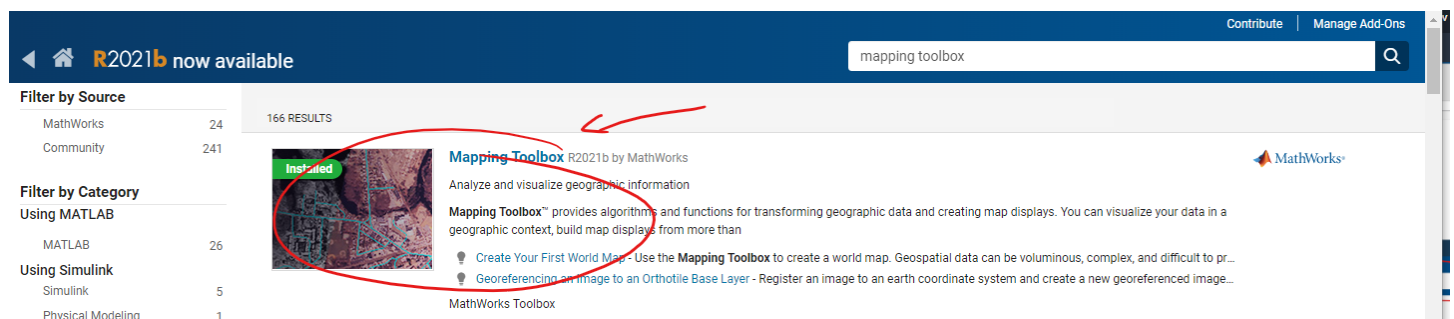 Contribute | Manage Add-Ons
R2021b now available
mapping toolbox
Filter by Source
MathWorks 24
Community 241
Filter by Category
Using MATLAB
MATLAB 26
Using Simulink
Simulink 5
Physical Modeling 1
166 RESULTS
Installed
Mapping Toolbox R2021b by MathWorks
MathWorks®
Analyze and visualize geographic information
Mapping Toolbox™ provides algorithms and functions for transforming geographic data and creating map displays. You can visualize your data in a
geographic context, build map displays from more than
Create Your First World Map - Use the Mapping Toolbox to create a world map. Geospatial data can be voluminous, complex, and difficult to pr...
Georeferencing an Image to an Orthotile Base Layer - Register an image to an earth coordinate system and create a new georeferenced image...
MathWorks Toolbox